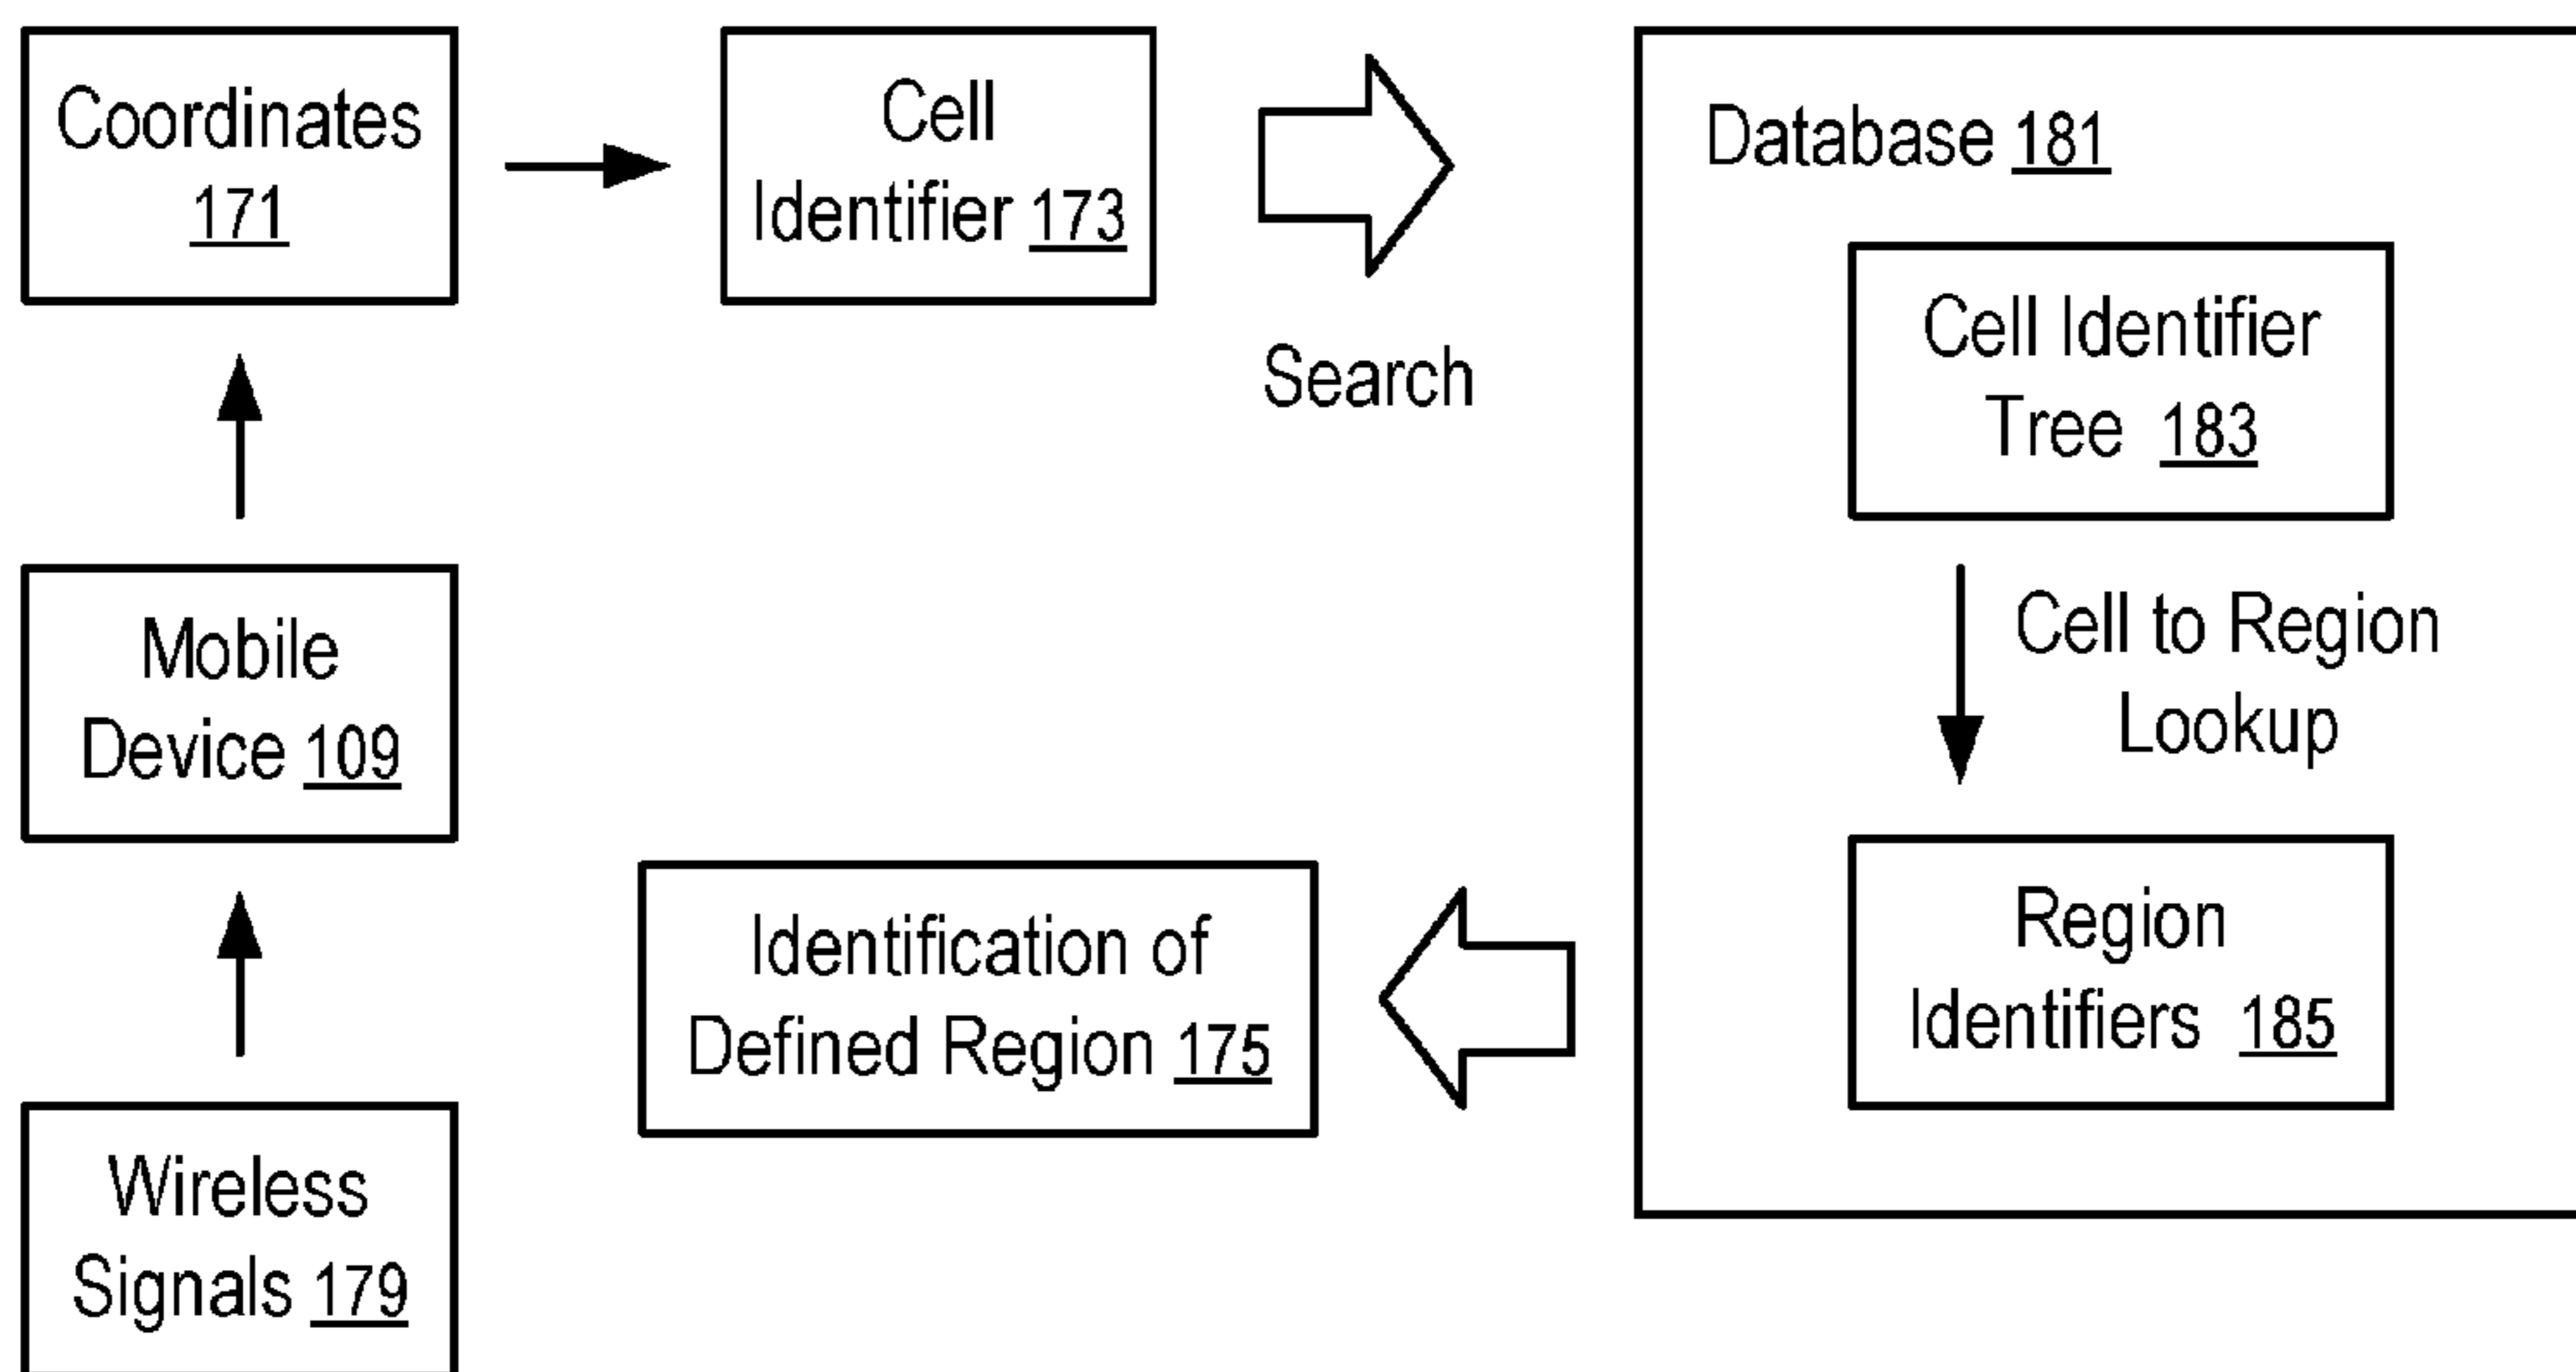 Coordinates
171
Cell
Identifier 173
Search
Database 181
Cell Identifier
Tree 183
Cell to Region
Lookup
Region
Identifiers 185
Mobile
Device 109
Identification of
Defined Region 175
Wireless
Signals 179